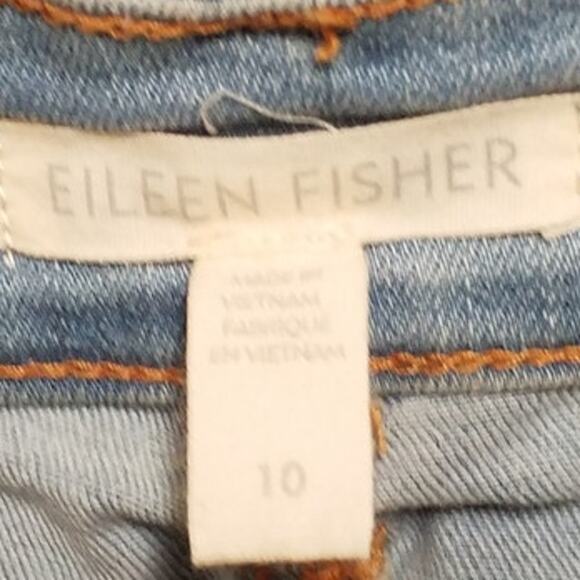 EILEEN FISHER
MADE IN
VIETNAM
FABRIQUÉ
EN VIETNAM
10